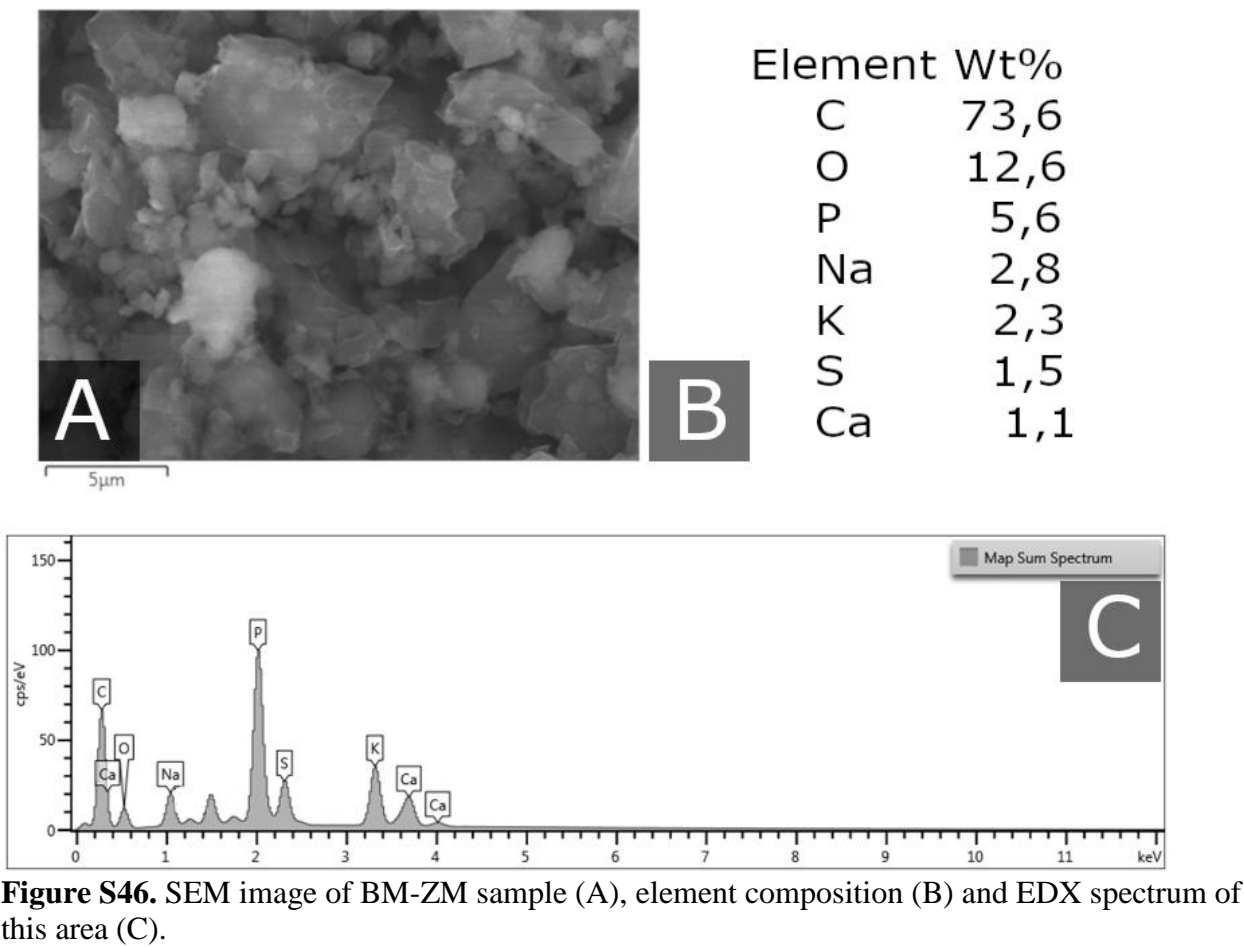 A
5μm
B
Element Wt%
C 73,6
O 12,6
P 5,6
Na 2,8
K 2,3
S 1,5
Ca 1,1
Map Sum Spectrum
C
cps/eV
150
100
50
0
C
Ca
O
Na
P
S
K
Ca
Ca
0 1 2 3 4 5 6 7 8 9 10 11 keV
Figure S46. SEM image of BM-ZM sample (A), element composition (B) and EDX spectrum of
this area (C).